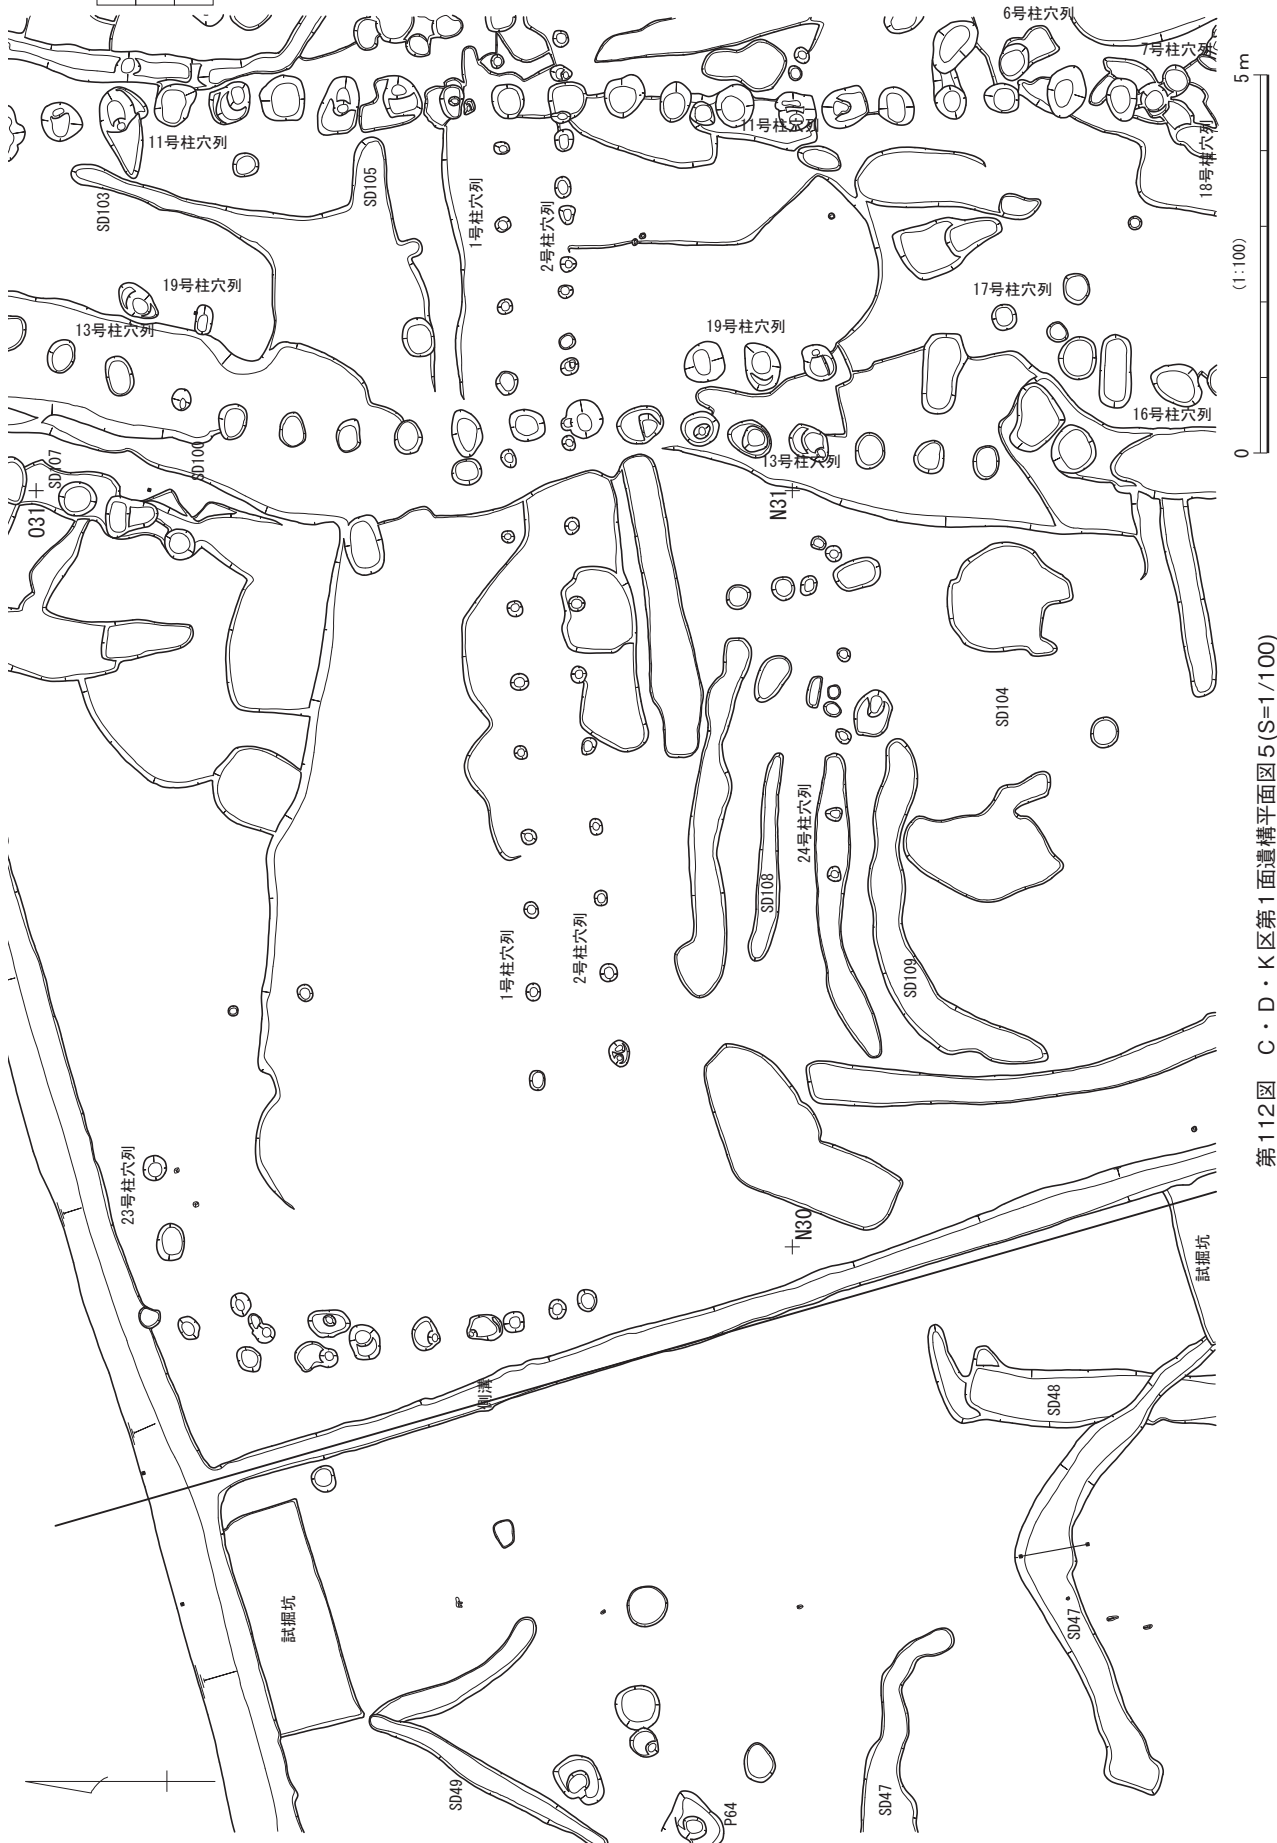 6号柱穴列
7号柱穴列
5m
11号柱穴列
11号柱穴列
18号柱穴列
SD103
SD105
1号柱穴列
2号柱穴列
(1:100)
19号柱穴列
17号柱穴列
13号柱穴列
19号柱穴列
16号柱穴列
SD107
SD100
13号柱穴列
0
O31
N31
SD104
24号柱穴列
SD108
1号柱穴列
2号柱穴列
SD109
23号柱穴列
N30
試掘坑
側溝
SD48
試掘坑
SD47
SD49
P64
SD47
第112図 C・D・K区第1面遺構平面図5(S=1/100)